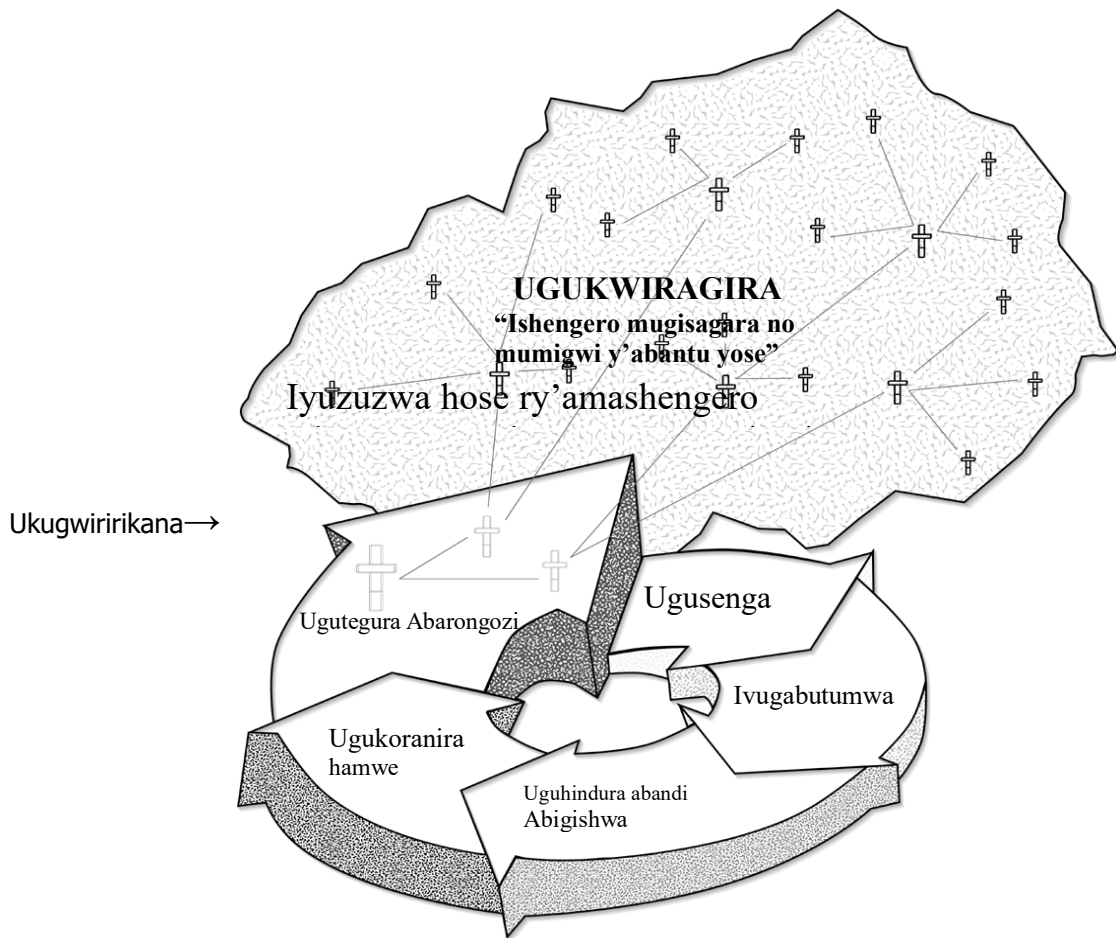 UGUKWIRAGIRA
“Ishengero mugisagara no
mumigwi y’abantu yose”
Iyuzuzwa hose ry’amashengero
Ukugwiririkana→
Ugutegura Abarongozi
Ugusenga
Ivugabutumwa
Ugukoranira
hamwe
Uguhindura abandi
Abigishwa